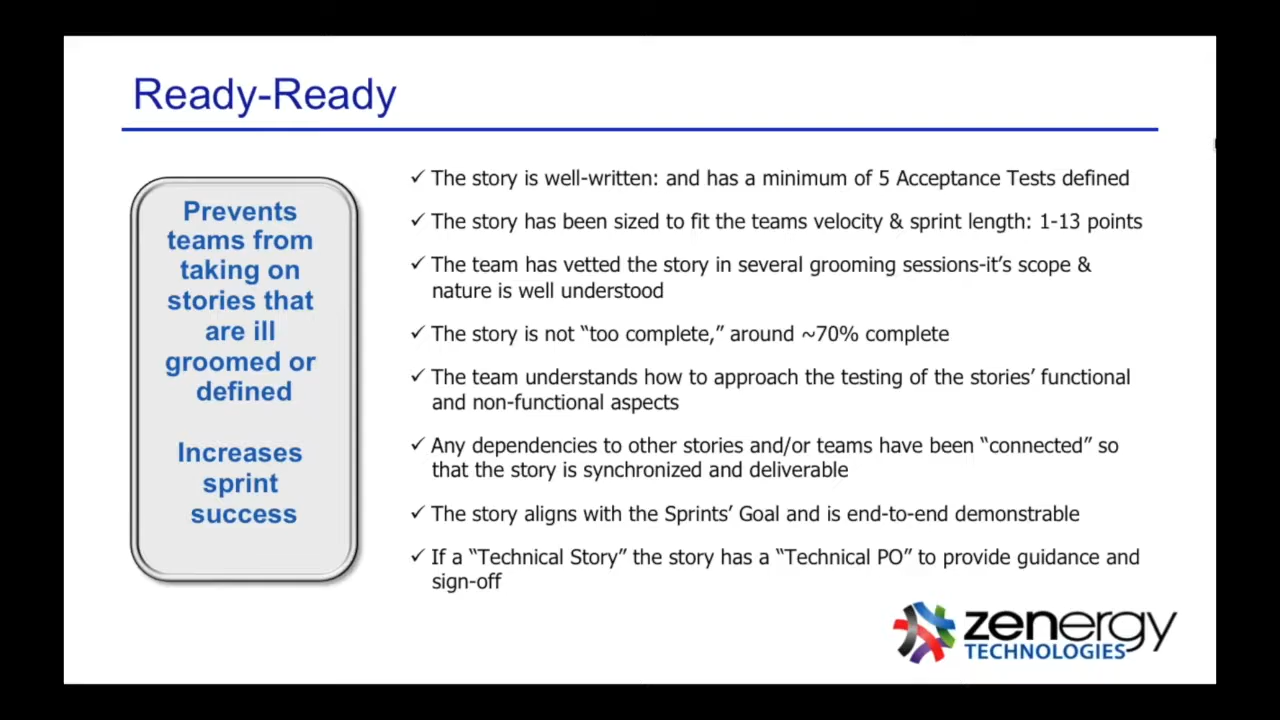 Ready-Ready
Prevents
teams from
taking on
stories that
are ill
groomed or
defined
Increases
sprint
success
✓ The story is well-written: and has a minimum of 5 Acceptance Tests defined
✓ The story has been sized to fit the teams velocity & sprint length: 1-13 points
✓ The team has vetted the story in several grooming sessions-it’s scope &
nature is well understood
✓ The story is not “too complete,” around ~70% complete
✓ The team understands how to approach the testing of the stories’ functional
and non-functional aspects
✓ Any dependencies to other stories and/or teams have been “connected” so
that the story is synchronized and deliverable
✓ The story aligns with the Sprints’ Goal and is end-to-end demonstrable
✓ If a “Technical Story” the story has a “Technical PO” to provide guidance and
sign-off
zenergy
TECHNOLOGIES